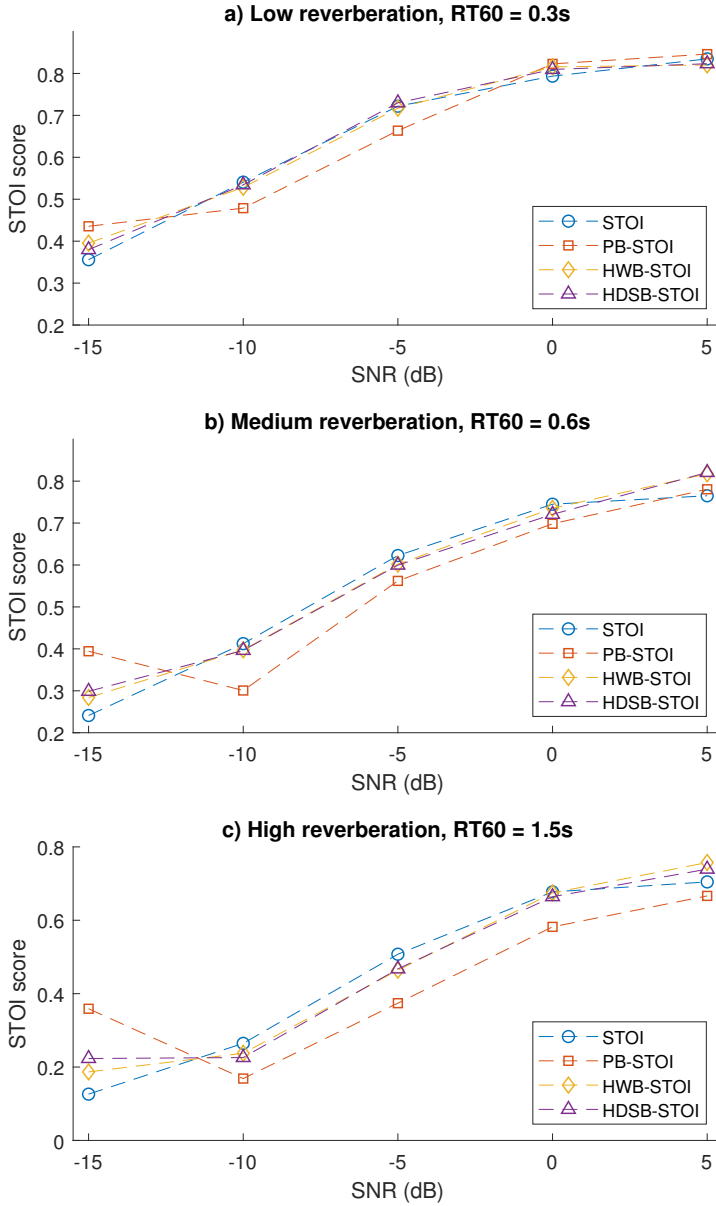 a) Low reverberation, RT60 = 0.3s
0.8
0.7
0.6
0.5
0.4
0.3
0.2
STOI score
STOI
PB-STOI
HWB-STOI
HDSB-STOI
-15 -10 -5 0 5
SNR (dB)
b) Medium reverberation, RT60 = 0.6s
0.8
0.7
0.6
0.5
0.4
0.3
0.2
STOI score
STOI
PB-STOI
HWB-STOI
HDSB-STOI
-15 -10 -5 0 5
SNR (dB)
c) High reverberation, RT60 = 1.5s
0.8
0.6
0.4
0.2
0
STOI score
STOI
PB-STOI
HWB-STOI
HDSB-STOI
-15 -10 -5 0 5
SNR (dB)